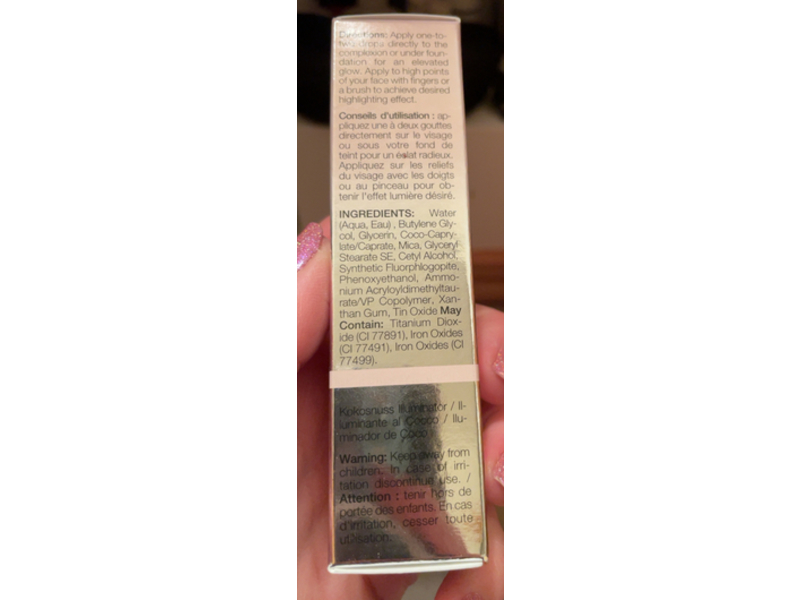 Directions: Apply one-to-
two drops directly to the
complexion or under foun-
dation for an elevated
glow. Apply to high points
of your face with fingers or
a brush to achieve desired
highlighting effect.
Conseils d'utilisation : ap-
pliquez une à deux gouttes
directement sur le visage
ou sous votre fond de
teint pour un éclat radieux.
Appliquez sur les reliefs
du visage avec les doigts
ou au pinceau pour ob-
tenir l'effet lumière désiré.
INGREDIENTS: Water
(Aqua, Eau) , Butylene Gly-
col, Glycerin, Coco-Capry-
late/Caprate, Mica, Glyceryl
Stearate SE, Cetyl Alcohol,
Synthetic Fluorphlogopite,
Phenoxyethanol, Ammo-
nium Acryloyldimethyltau-
rate/VP Copolymer, Xan-
than Gum, Tin Oxide May
Contain: Titanium Diox-
ide (CI 77891), Iron Oxides
(CI 77491), Iron Oxides (CI
77499).
Kokosnuss Iluminator / Il-
luminante al Cocco / Ilu-
minador de Coco
Warning: Keep away from
children. In case of irri-
tation discontinue use. /
Attention : tenir hors de
portée des enfants. En cas
d'irritation, cesser toute
utilisation.